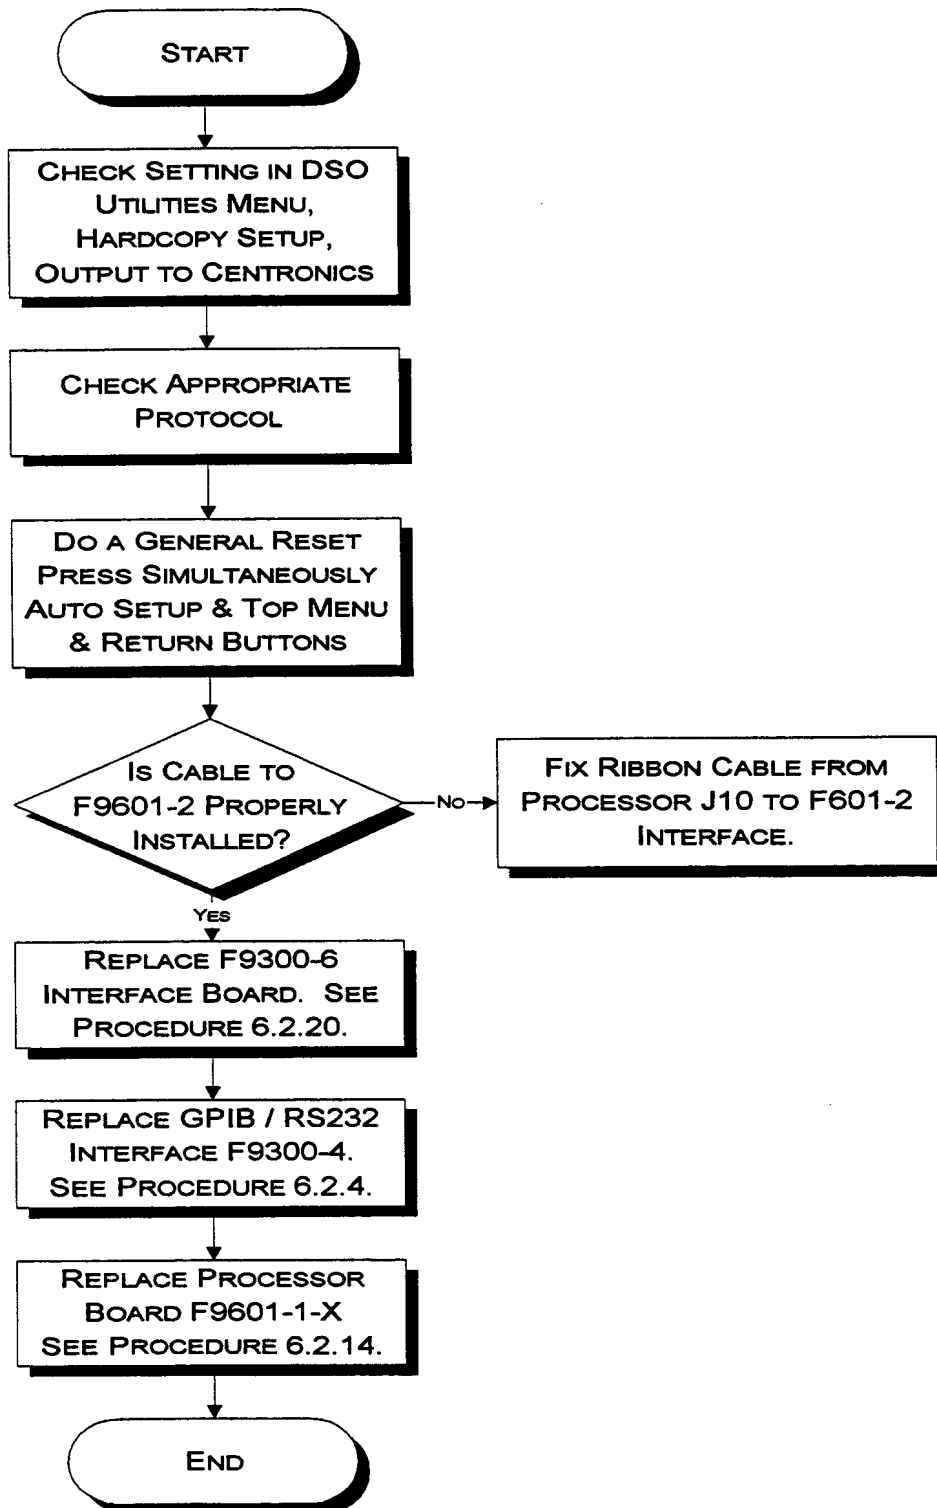 START
CHECK SETTING IN DSO
UTILITIES MENU,
HARDCOPY SETUP,
OUTPUT TO CENTRONICS
CHECK APPROPRIATE
PROTOCOL
DO A GENERAL RESET
PRESS SIMULTANEOUSLY
AUTO SETUP & TOP MENU
& RETURN BUTTONS
IS CABLE TO
F9601-2 PROPERLY
INSTALLED?
NO
FIX RIBBON CABLE FROM
PROCESSOR J10 TO F601-2
INTERFACE.
YES
REPLACE F9300-6
INTERFACE BOARD. SEE
PROCEDURE 6.2.20.
REPLACE GPIB / RS232
INTERFACE F9300-4.
SEE PROCEDURE 6.2.4.
REPLACE PROCESSOR
BOARD F9601-1-X
SEE PROCEDURE 6.2.14.
END